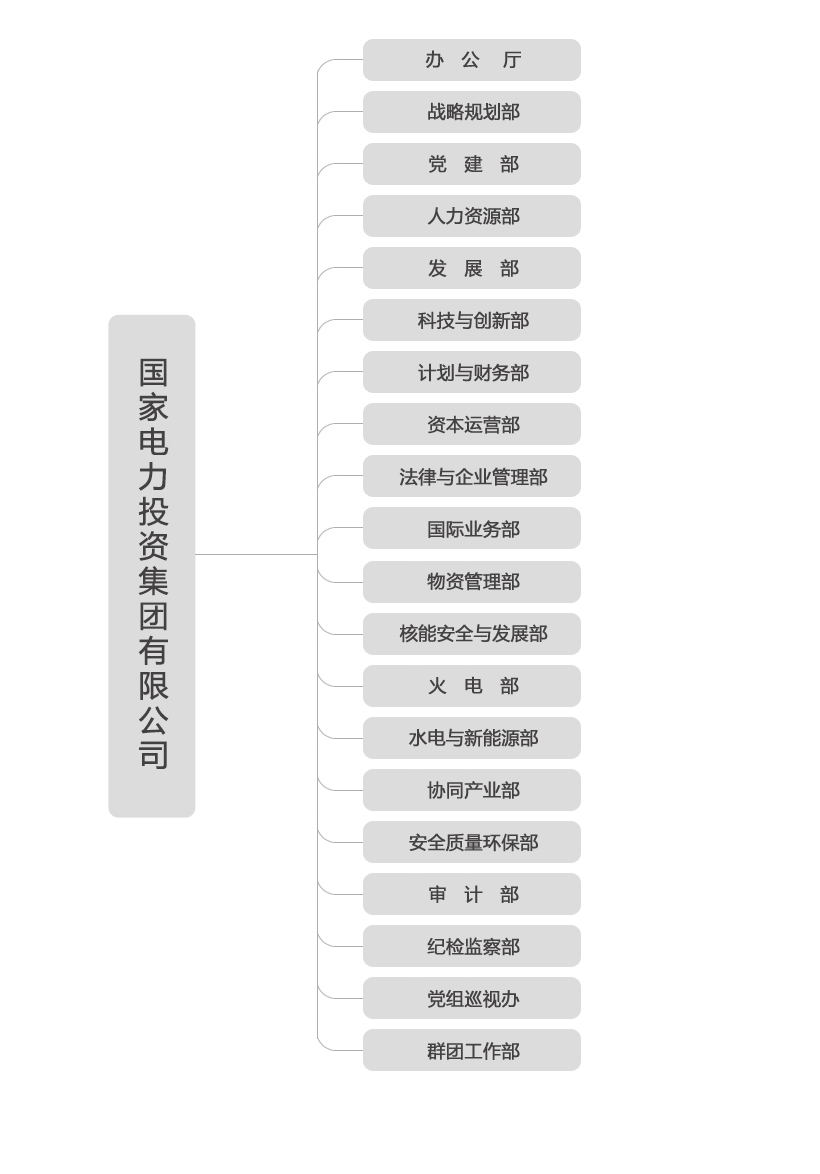 国家电力投资集团有限公司
办 公 厅
战略规划部
党 建 部
人力资源部
发 展 部
科技与创新部
计划与财务部
资本运营部
法律与企业管理部
国际业务部
物资管理部
核能安全与发展部
火 电 部
水电与新能源部
协同产业部
安全质量环保部
审 计 部
纪检监察部
党组巡视办
群团工作部